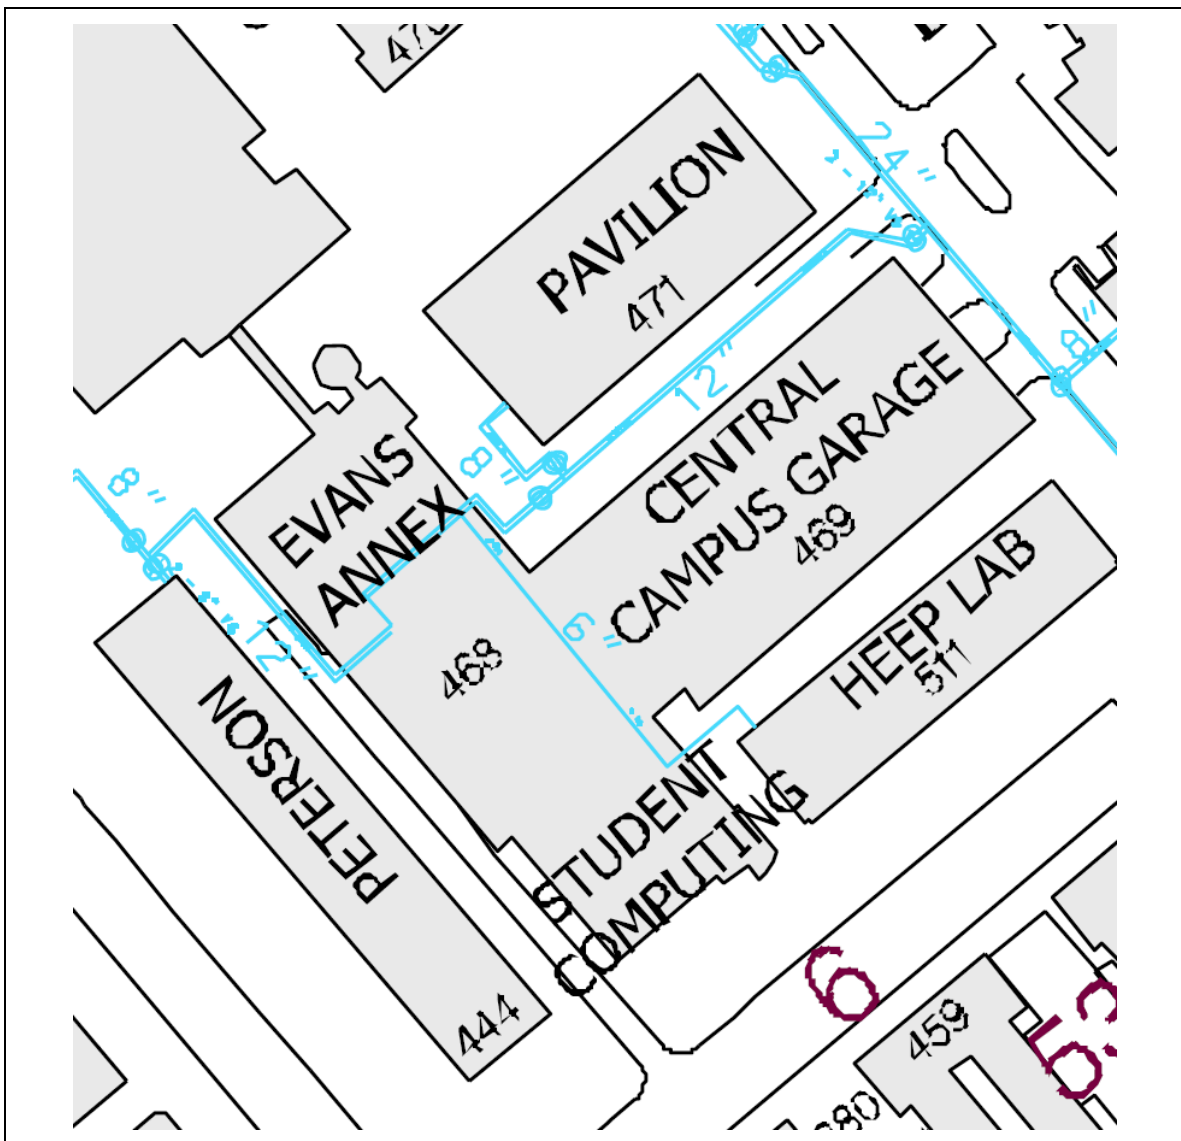 24"
PAVILION
471
12"
8"
CENTRAL
CAMPUS GARAGE
469
EVANS
ANNEX
8"
8"
6"
12"
468
HEEP LAB
511
PETERSON
444
STUDENT
COMPUTING
6
459